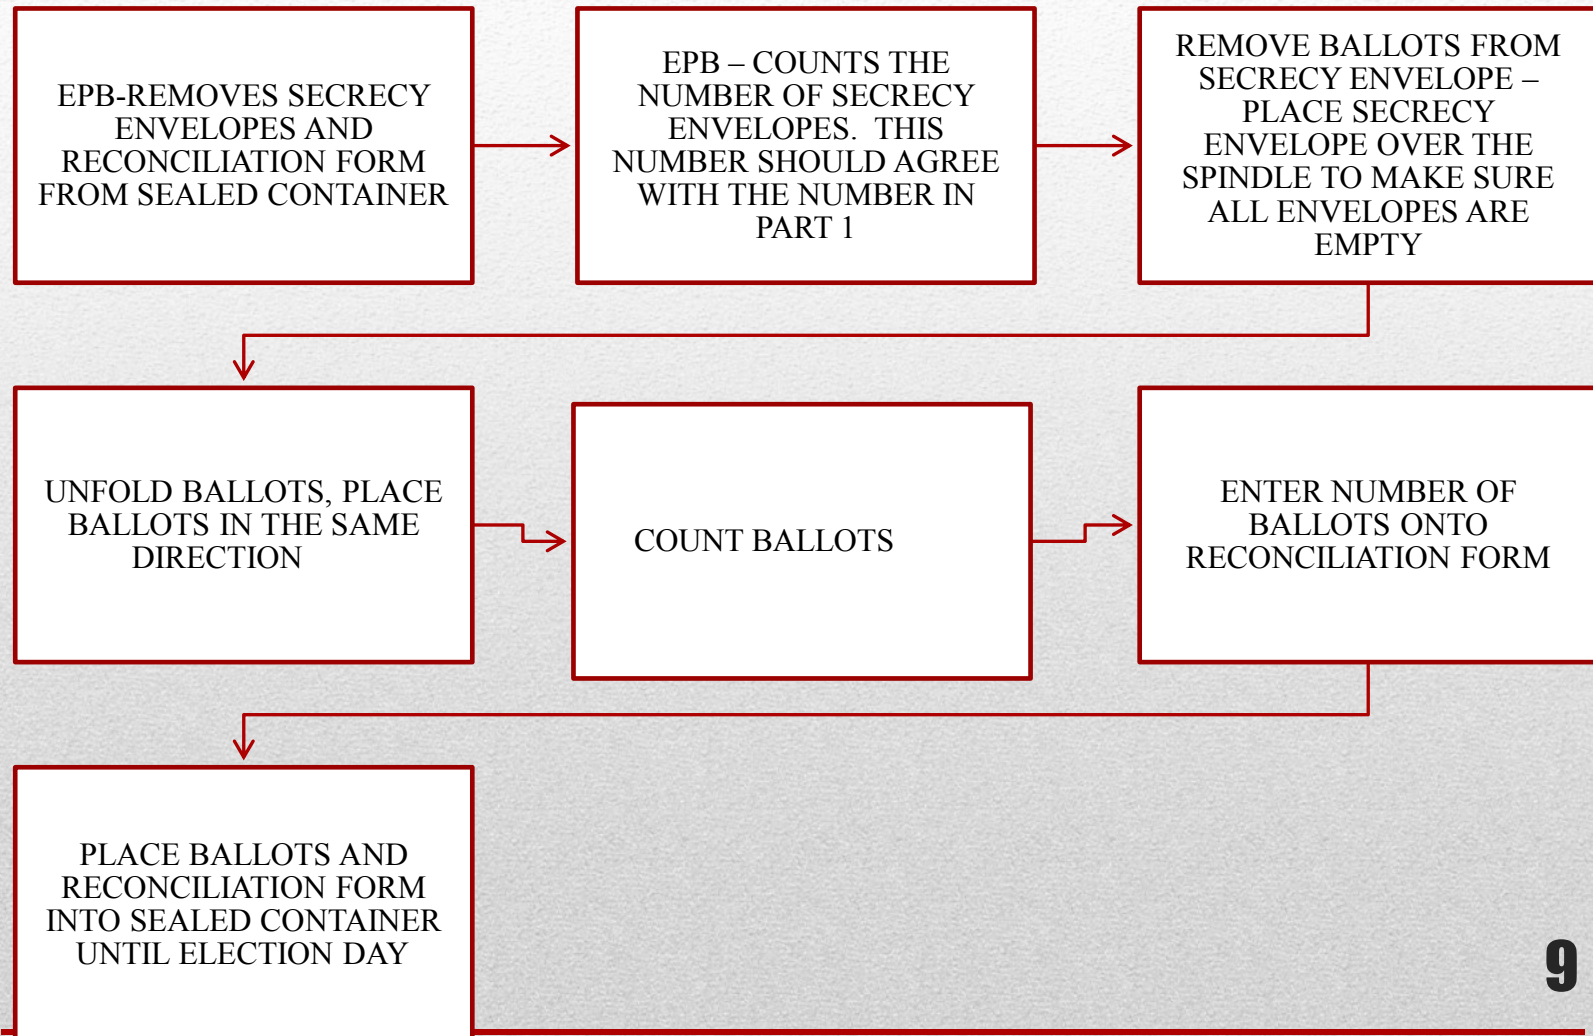 EPB-REMOVES SECRECY
ENVELOPES AND
RECONCILIATION FORM
FROM SEALED CONTAINER
EPB – COUNTS THE
NUMBER OF SECRECY
ENVELOPES.  THIS
NUMBER SHOULD AGREE
WITH THE NUMBER IN
PART 1
REMOVE BALLOTS FROM
SECRECY ENVELOPE –
PLACE SECRECY
ENVELOPE OVER THE
SPINDLE TO MAKE SURE
ALL ENVELOPES ARE
EMPTY
UNFOLD BALLOTS, PLACE
BALLOTS IN THE SAME
DIRECTION
COUNT BALLOTS
ENTER NUMBER OF
BALLOTS ONTO
RECONCILIATION FORM
PLACE BALLOTS AND
RECONCILIATION FORM
INTO SEALED CONTAINER
UNTIL ELECTION DAY
9